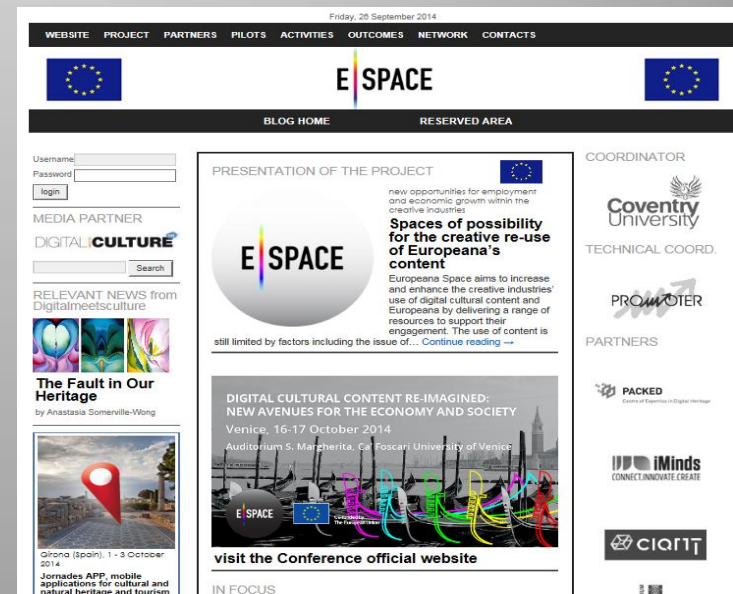 Friday, 26 September 2014
WEBSITE PROJECT PARTNERS PILOTS ACTIVITIES OUTCOMES NETWORK CONTACTS
E SPACE
BLOG HOME RESERVED AREA
Username
Password
login
MEDIA PARTNER
DIGITAL CULTURE
Search
RELEVANT NEWS from
Digitalmeetsculture
The Fault in Our
Heritage
by Anastasia Somerville-Wong
Girona (Spain), 1 - 3 October
2014
Jornades APP, mobile
applications for cultural and
natural heritage and tourism
PRESENTATION OF THE PROJECT
E SPACE
new opportunities for employment
and economic growth within the
creative industries
Spaces of possibility
for the creative re-use
of Europeana's
content
Europeana Space aims to increase
and enhance the creative industries'
use of digital cultural content and
Europeana by delivering a range of
resources to support their
engagement. The use of content is
still limited by factors including the issue of... Continue reading →
DIGITAL CULTURAL CONTENT RE-IMAGINED:
NEW AVENUES FOR THE ECONOMY AND SOCIETY
Venice, 16-17 October 2014
Auditorium S. Margherita, Ca' Foscari University of Venice
E SPACE
Co-funded by
The European Union
visit the Conference official website
IN FOCUS
COORDINATOR
Coventry
University
TECHNICAL COORD.
PROMOTER
PARTNERS
PACKED
Centre of Expertise in Digital Heritage
iMinds
CONNECT.INNOVATE.CREATE
CIANT